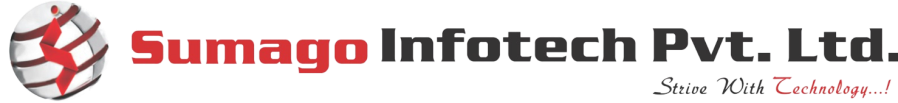 Sumago Infotech Pvt. Ltd.
Strive With Technology...!